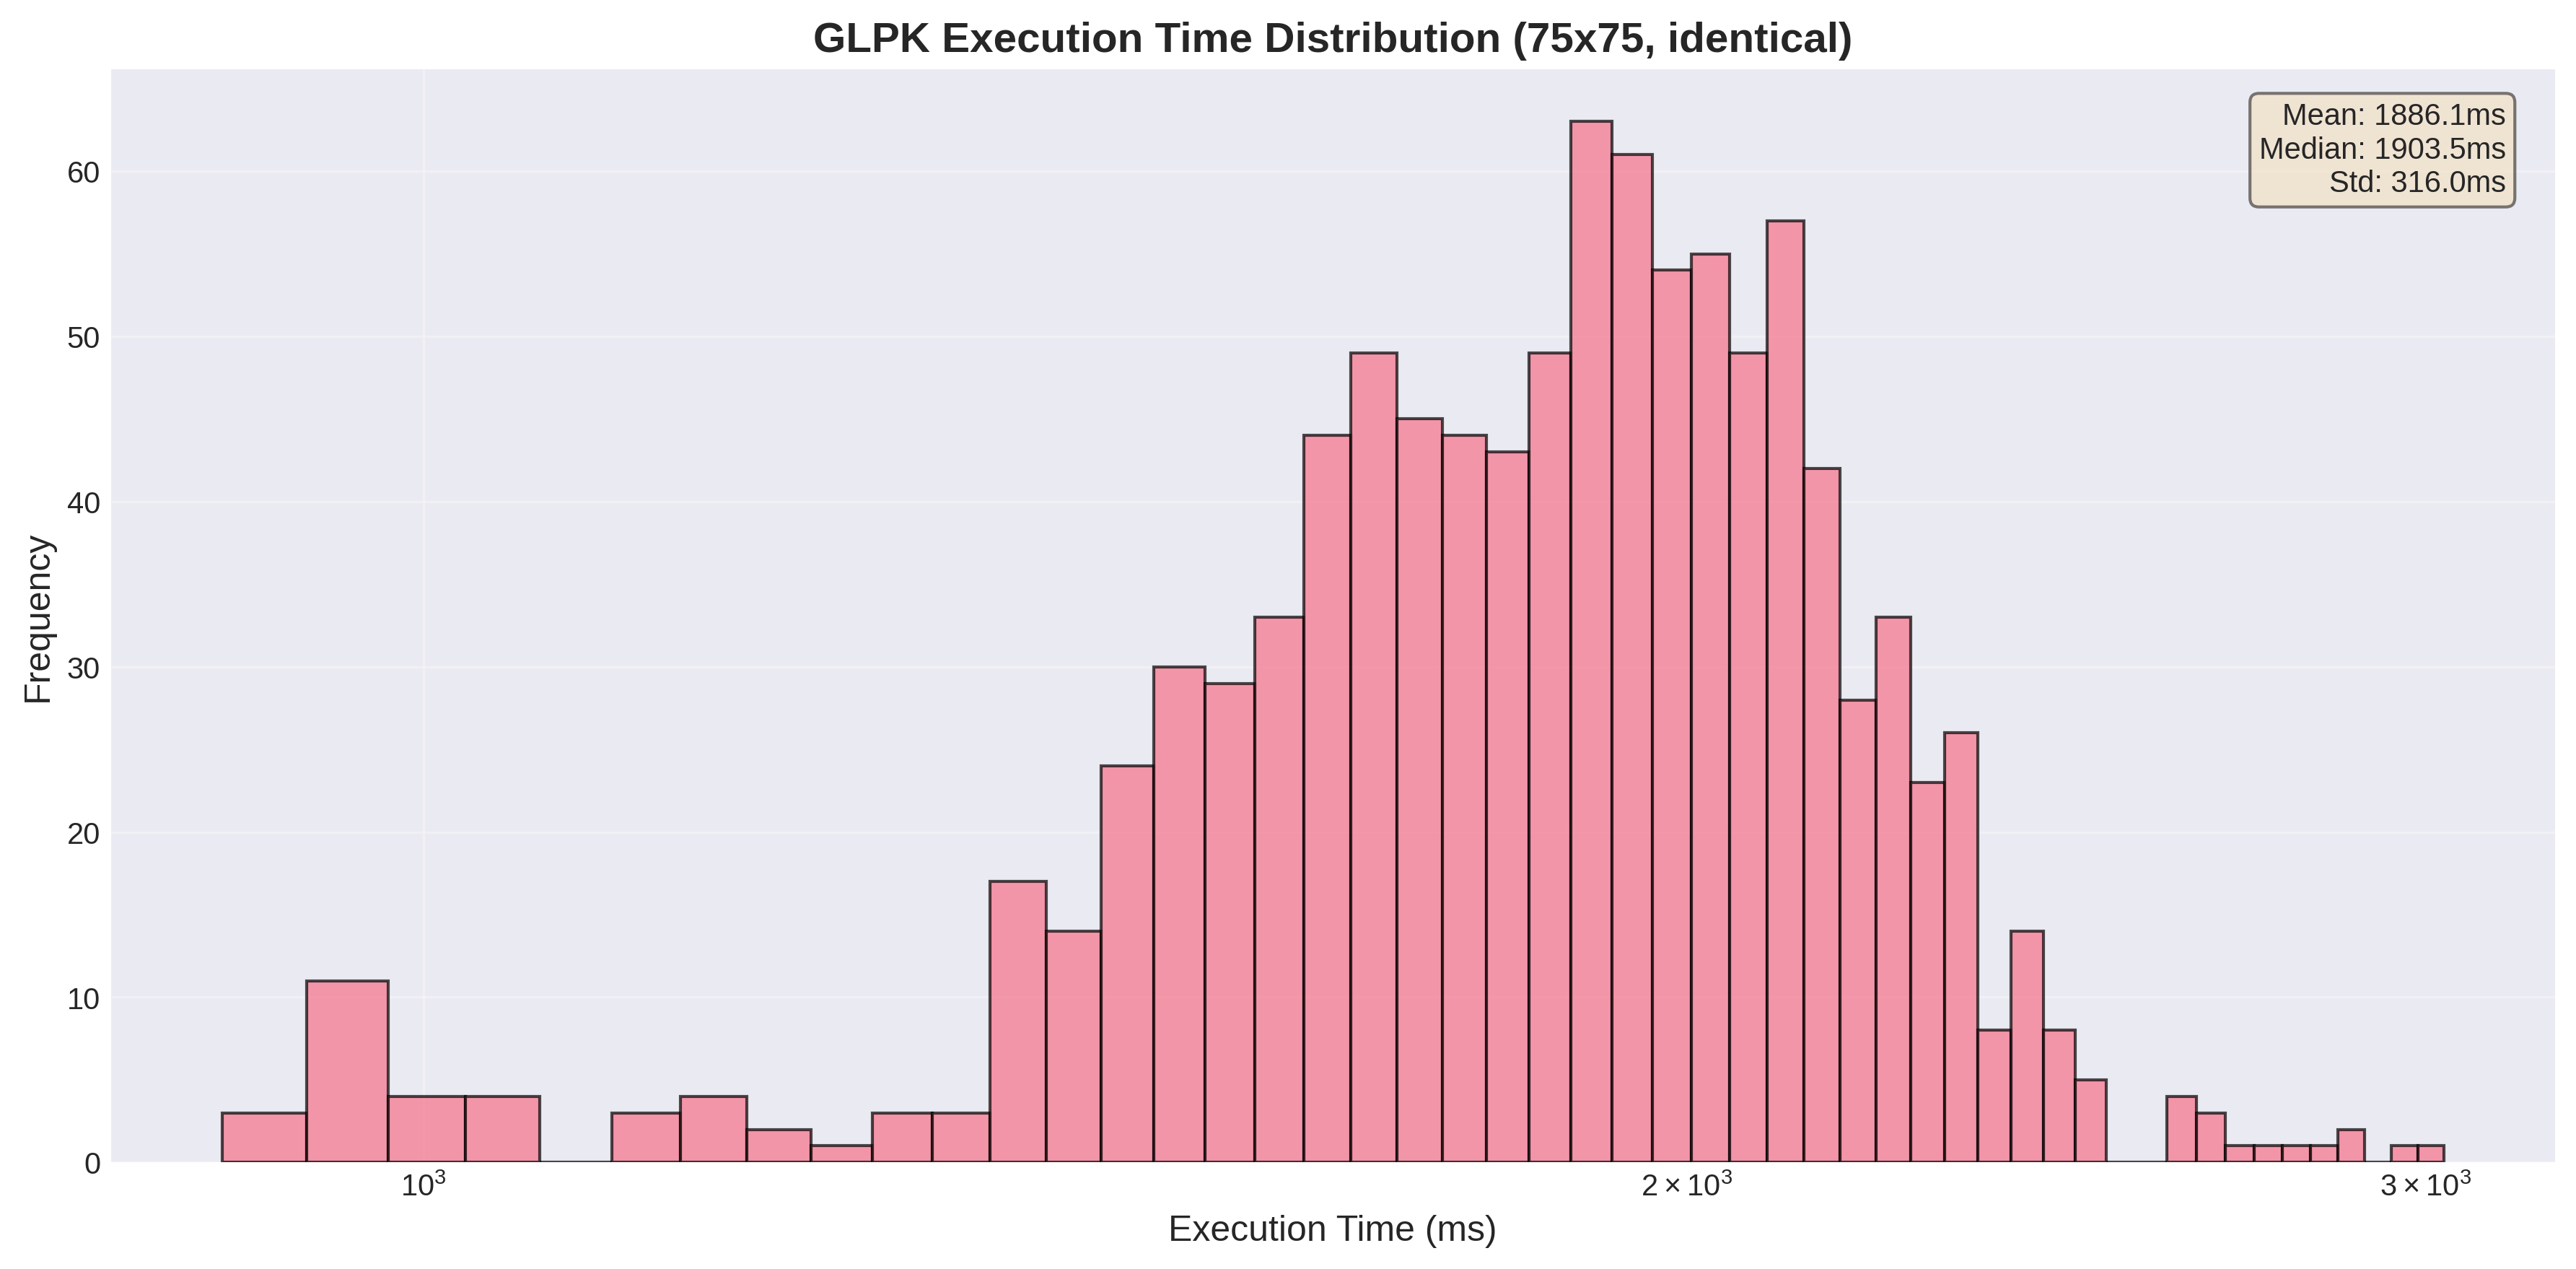 GLPK Execution Time Distribution (75x75, identical)
Mean: 1886.1ms
Median: 1903.5ms
Std: 316.0ms
Frequency
60
50
40
30
20
10
0
10³
2 × 10³
3 × 10³
Execution Time (ms)